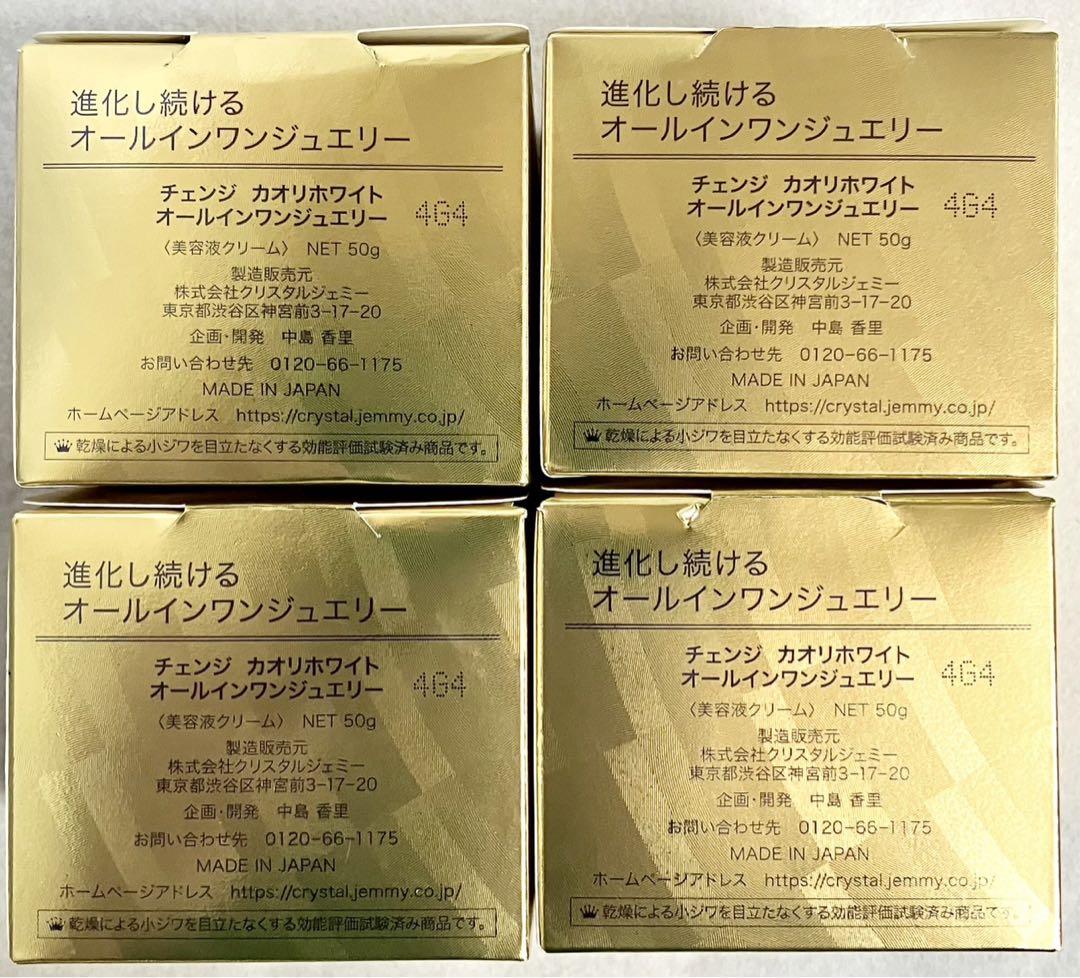 進化し続ける
オールインワンジュエリー
チェンジ カオリホワイト
オールインワンジュエリー 4G4
〈美容液クリーム〉 NET 50g
製造販売元
株式会社クリスタルジェミー
東京都渋谷区神宮前3-17-20
企画・開発 中島 香里
お問い合わせ先 0120-66-1175
MADE IN JAPAN
ホームページアドレス https://crystal.jemmy.co.jp/
乾燥による小ジワを目立たなくする効能評価試験済み商品です。
進化し続ける
オールインワンジュエリー
チェンジ カオリホワイト
オールインワンジュエリー 4G4
〈美容液クリーム〉 NET 50g
製造販売元
株式会社クリスタルジェミー
東京都渋谷区神宮前3-17-20
企画・開発 中島 香里
お問い合わせ先 0120-66-1175
MADE IN JAPAN
ホームページアドレス https://crystal.jemmy.co.jp/
乾燥による小ジワを目立たなくする効能評価試験済み商品です。
進化し続ける
オールインワンジュエリー
チェンジ カオリホワイト
オールインワンジュエリー 4G4
〈美容液クリーム〉 NET 50g
製造販売元
株式会社クリスタルジェミー
東京都渋谷区神宮前3-17-20
企画・開発 中島 香里
お問い合わせ先 0120-66-1175
MADE IN JAPAN
ホームページアドレス https://crystal.jemmy.co.jp/
乾燥による小ジワを目立たなくする効能評価試験済み商品です。
進化し続ける
オールインワンジュエリー
チェンジ カオリホワイト
オールインワンジュエリー 4G4
〈美容液クリーム〉 NET 50g
製造販売元
株式会社クリスタルジェミー
東京都渋谷区神宮前3-17-20
企画・開発 中島 香里
お問い合わせ先 0120-66-1175
MADE IN JAPAN
ホームページアドレス https://crystal.jemmy.co.jp/
乾燥による小ジワを目立たなくする効能評価試験済み商品です。